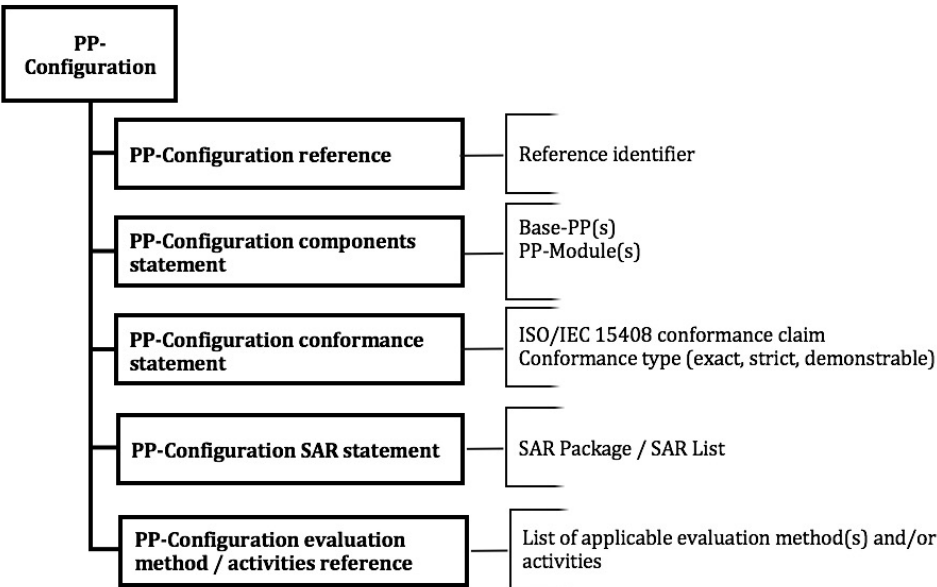 PP-
Configuration
PP-Configuration reference
Reference identifier
PP-Configuration components
statement
Base-PP(s)
PP-Module(s)
PP-Configuration conformance
statement
ISO/IEC 15408 conformance claim
Conformance type (exact, strict, demonstrable)
PP-Configuration SAR statement
SAR Package / SAR List
PP-Configuration evaluation
method / activities reference
List of applicable evaluation method(s) and/or
activities